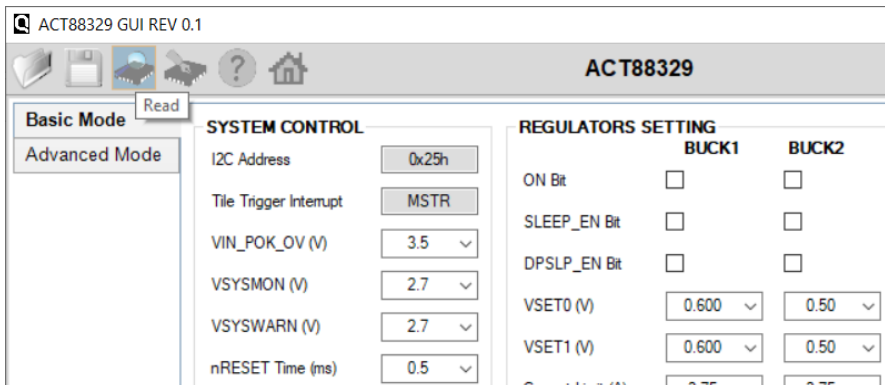 ACT88329 GUI REV 0.1
ACT88329
Read
Basic Mode
Advanced Mode
SYSTEM CONTROL
I2C Address 0x25h
Tile Trigger Interrupt MSTR
VIN_POK_OV (V) 3.5
VSYSMON (V) 2.7
VSYSWARN (V) 2.7
nRESET Time (ms) 0.5
REGULATORS SETTING
BUCK1 BUCK2
ON Bit
SLEEP_EN Bit
DPSLP_EN Bit
VSET0 (V) 0.600 0.50
VSET1 (V) 0.600 0.50